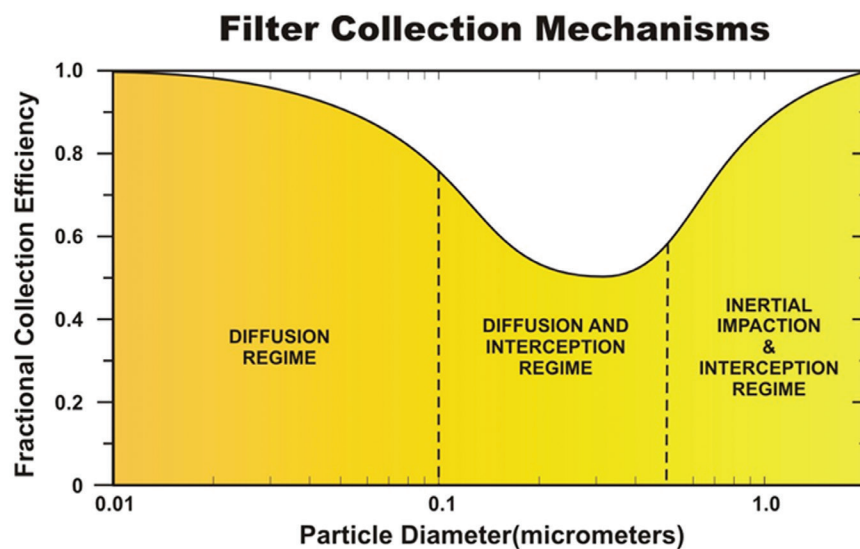 Filter Collection Mechanisms
Fractional Collection Efficiency
1.0
0.8
0.6
0.4
0.2
0
DIFFUSION
REGIME
DIFFUSION AND
INTERCEPTION
REGIME
INERTIAL
IMPACTION
&
INTERCEPTION
REGIME
0.01
0.1
1.0
Particle Diameter(micrometers)